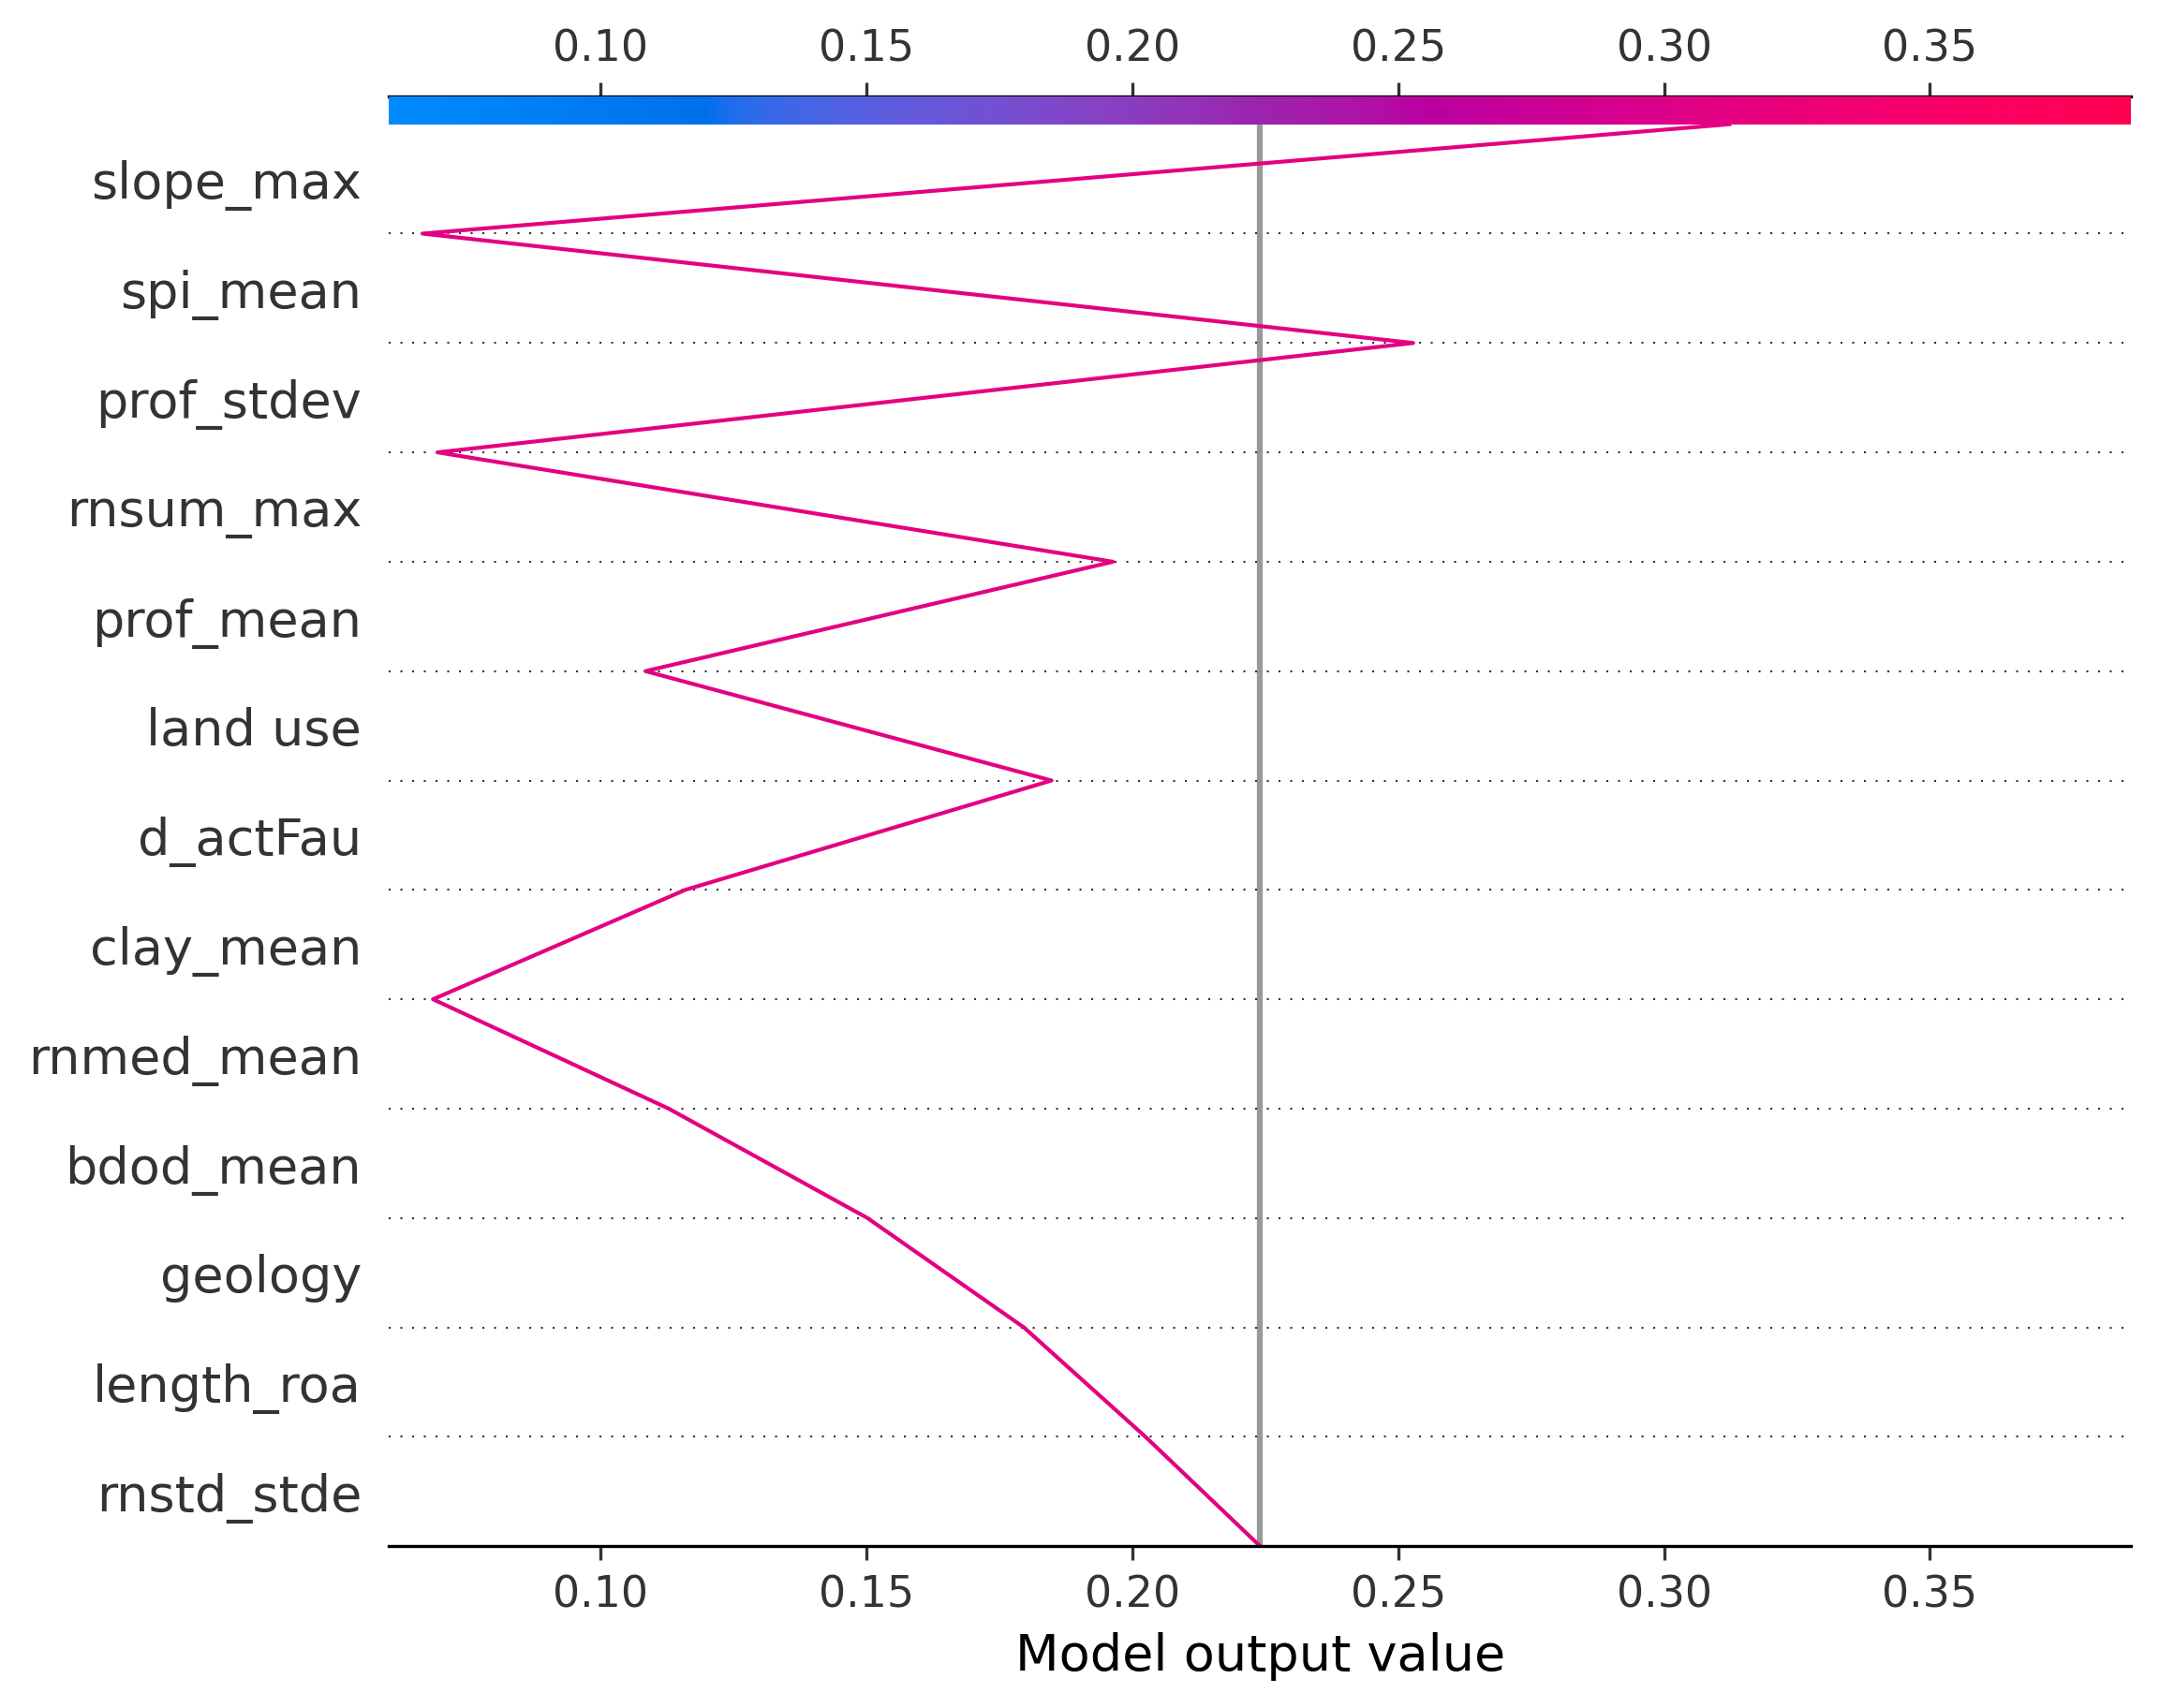 0.10 0.15 0.20 0.25 0.30 0.35
slope_max
spi_mean
prof_stdev
rnsum_max
prof_mean
land use
d_actFau
clay_mean
rnmed_mean
bdod_mean
geology
length_roa
rnstd_stde
0.10 0.15 0.20 0.25 0.30 0.35
Model output value